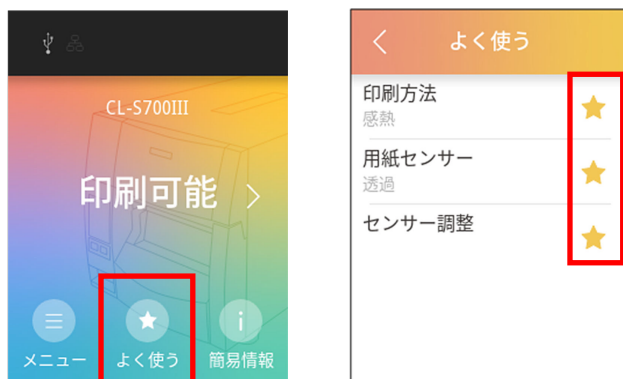 CL-S700III
印刷可能
メニュー
よく使う
簡易情報
よく使う
印刷方法
感熱
用紙センサー
透過
センサー調整